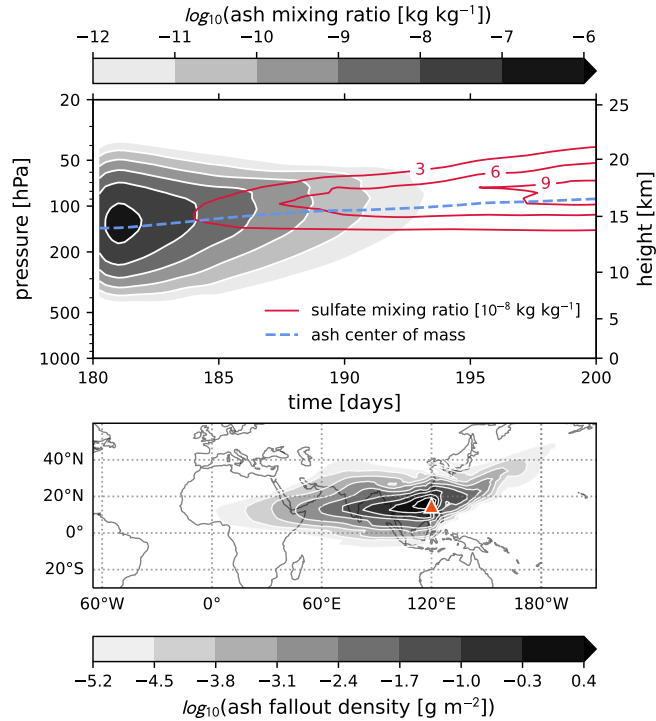 log₁₀(ash mixing ratio [kg kg⁻¹])
−12 −11 −10 −9 −8 −7 −6
20
50
100
200
500
1000
pressure [hPa]
25
20
15
10
5
0
height [km]
3
6
9
sulfate mixing ratio [10⁻⁸ kg kg⁻¹]
ash center of mass
180 185 190 195 200
time [days]
40°N
20°N
0°
20°S
60°W 0° 60°E 120°E 180°W
−5.2 −4.5 −3.8 −3.1 −2.4 −1.7 −1.0 −0.3 0.4
log₁₀(ash fallout density [g m⁻²])